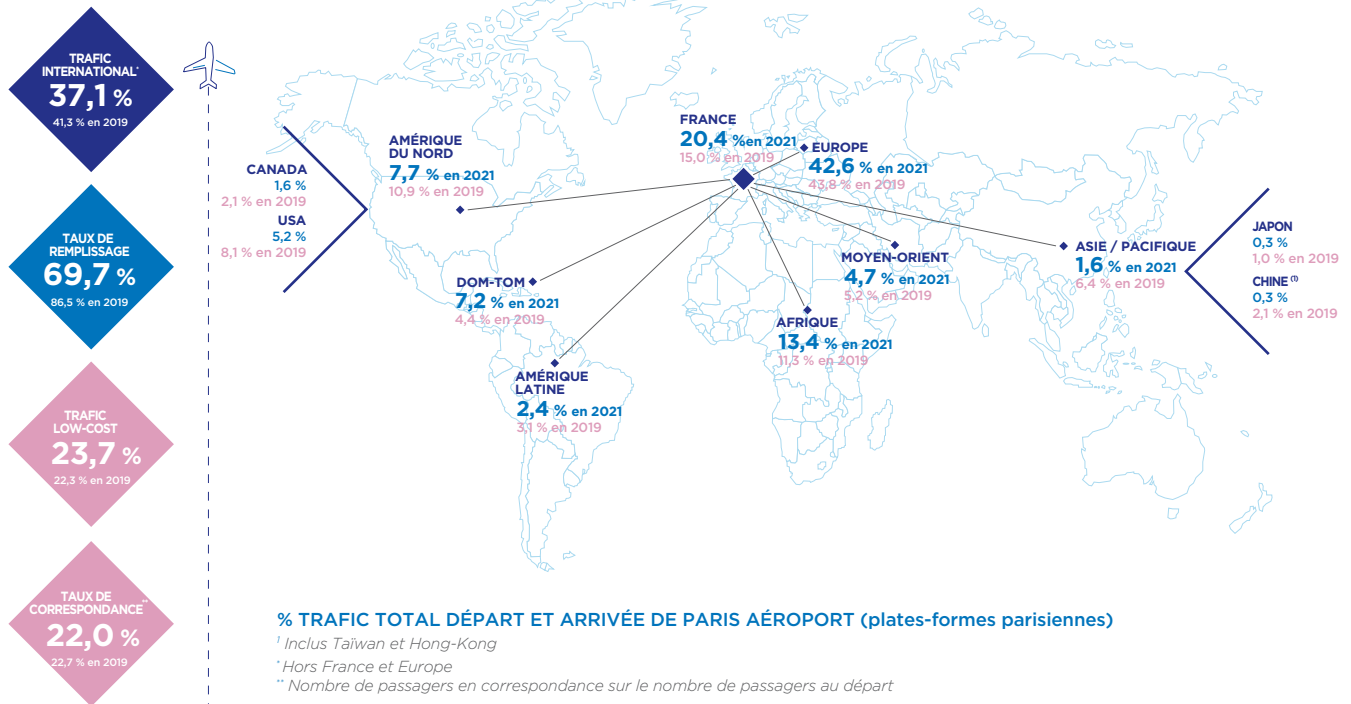 TRAFIC
INTERNATIONAL*
37,1 %
41,3 % en 2019
TAUX DE
REMPLISSAGE
69,7 %
86,5 % en 2019
TRAFIC
LOW-COST
23,7 %
22,3 % en 2019
TAUX DE
CORRESPONDANCE**
22,0 %
22,7 % en 2019
CANADA
1,6 %
2,1 % en 2019
USA
5,2 %
8,1 % en 2019
AMÉRIQUE
DU NORD
7,7 % en 2021
10,9 % en 2019
DOM-TOM
7,2 % en 2021
4,4 % en 2019
AMÉRIQUE
LATINE
2,4 % en 2021
3,1 % en 2019
FRANCE
20,4 % en 2021
15,0 % en 2019
EUROPE
42,6 % en 2021
43,8 % en 2019
MOYEN-ORIENT
4,7 % en 2021
5,2 % en 2019
AFRIQUE
13,4 % en 2021
11,3 % en 2019
ASIE / PACIFIQUE
1,6 % en 2021
6,4 % en 2019
JAPON
0,3 %
1,0 % en 2019
CHINE (1)
0,3 %
2,1 % en 2019
% TRAFIC TOTAL DÉPART ET ARRIVÉE DE PARIS AÉROPORT (plates-formes parisiennes)
1 Inclus Taïwan et Hong-Kong
* Hors France et Europe
** Nombre de passagers en correspondance sur le nombre de passagers au départ